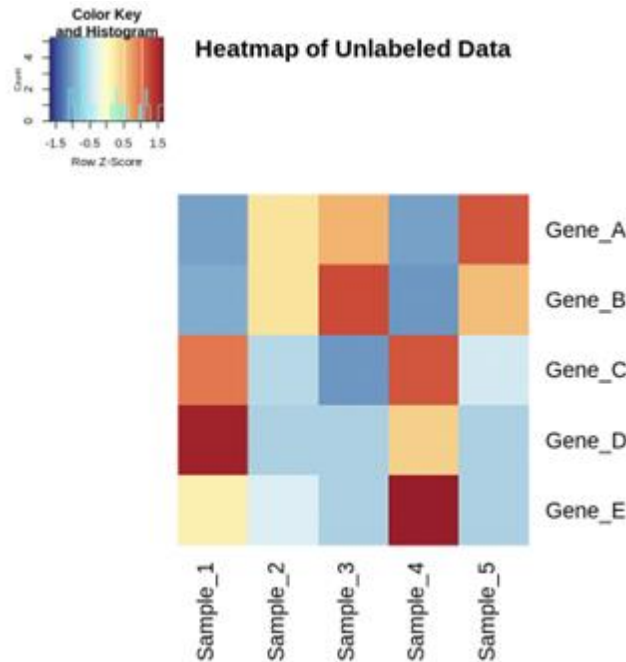 Color Key
and Histogram
Heatmap of Unlabeled Data
Count
0 2 4
-1.5 -0.5 0.5 1.5
Row Z-Score
Gene_A
Gene_B
Gene_C
Gene_D
Gene_E
Sample_1
Sample_2
Sample_3
Sample_4
Sample_5